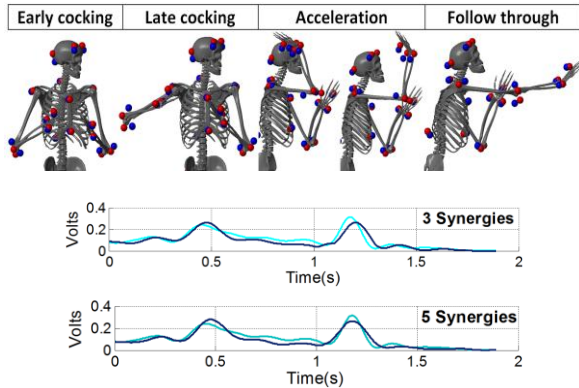 Early cocking Late cocking Acceleration Follow through
0.4
3 Synergies
Volts
0.2
0
0 0.5 1 1.5 2
Time(s)
0.4
5 Synergies
Volts
0.2
0
0 0.5 1 1.5 2
Time(s)